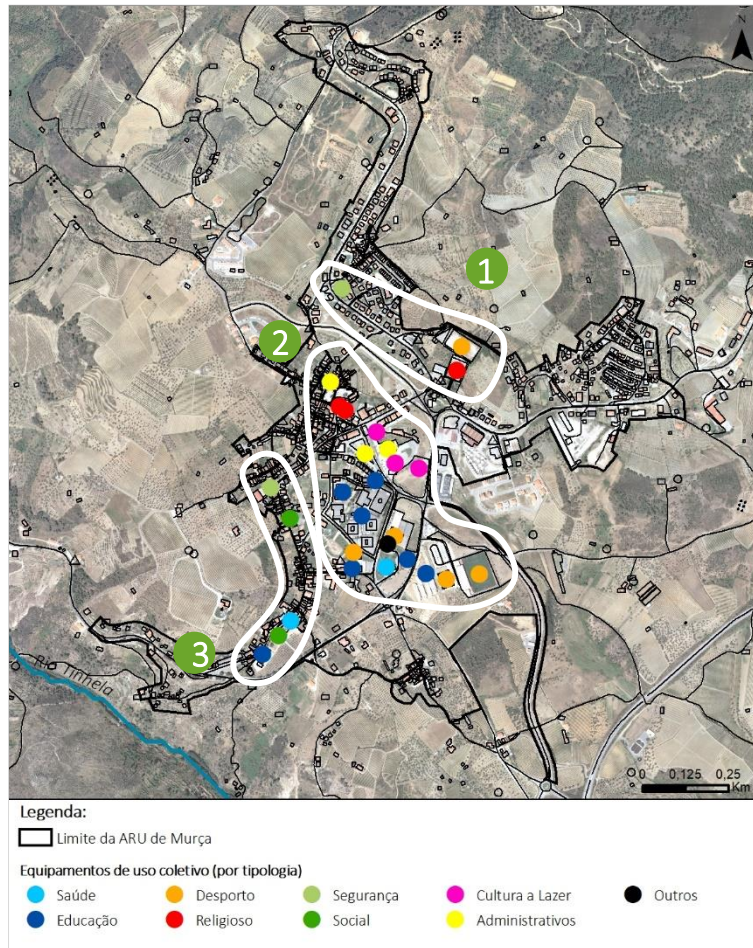 N
1
2
3
Rio Tinhela
0 0,125 0,25
Km
Legenda:
Limite da ARU de Murça
Equipamentos de uso coletivo (por tipologia)
Saúde Desporto Segurança Cultura a Lazer Outros
Educação Religioso Social Administrativos